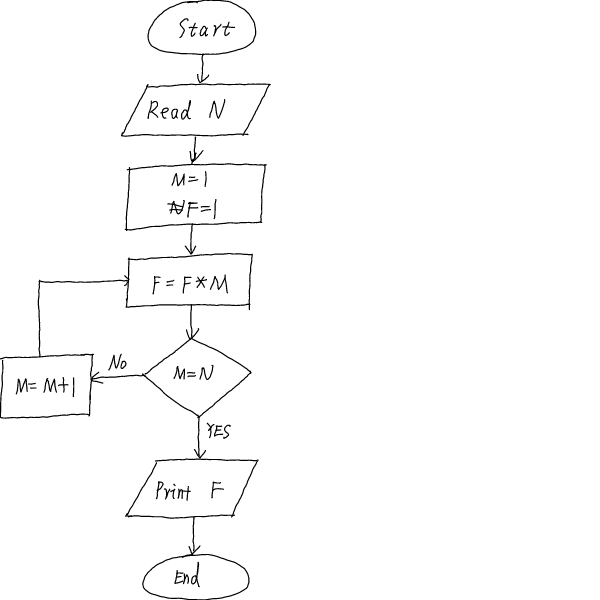 Start
Read N
M=1
F=1
F=F*M
M=N
No
M=M+1
YES
Print F
End